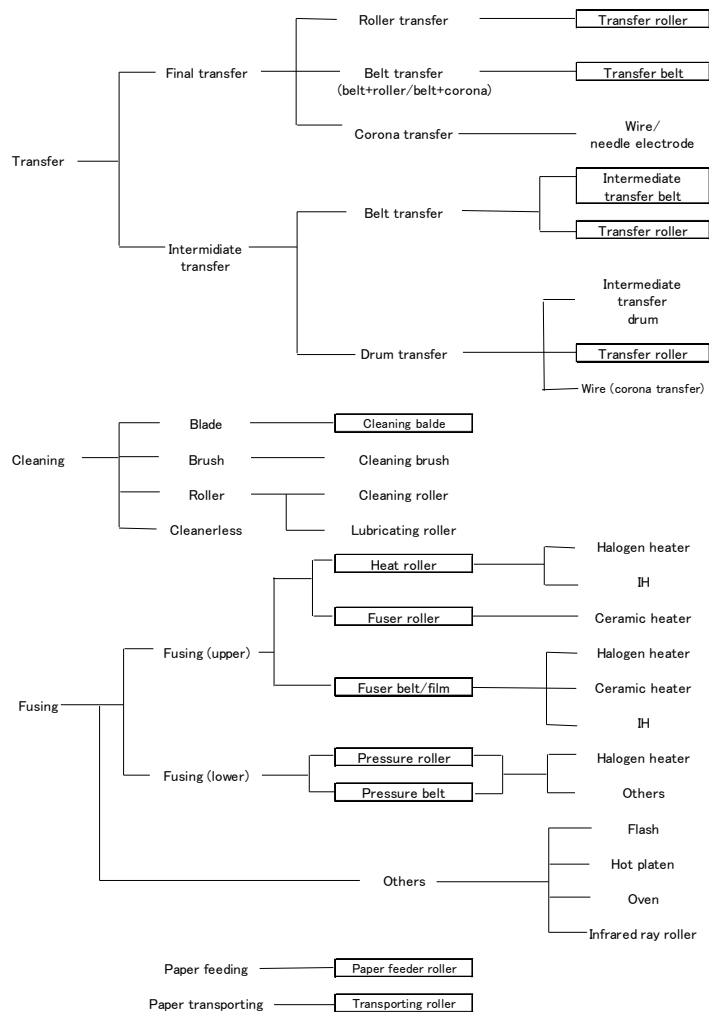 Roller transfer
Transfer roller
Final transfer
Belt transfer
(belt+roller/belt+corona)
Transfer belt
Corona transfer
Wire/
needle electrode
Transfer
Intermediate
transfer belt
Belt transfer
Transfer roller
Intermidiate
transfer
Intermediate
transfer
drum
Drum transfer
Transfer roller
Wire (corona transfer)
Blade
Cleaning balde
Cleaning
Brush
Cleaning brush
Roller
Cleaning roller
Cleanerless
Lubricating roller
Halogen heater
Heat roller
IH
Fuser roller
Ceramic heater
Fusing (upper)
Halogen heater
Fuser belt/film
Ceramic heater
Fusing
IH
Pressure roller
Halogen heater
Fusing (lower)
Pressure belt
Others
Flash
Hot platen
Others
Oven
Infrared ray roller
Paper feeding
Paper feeder roller
Paper transporting
Transporting roller